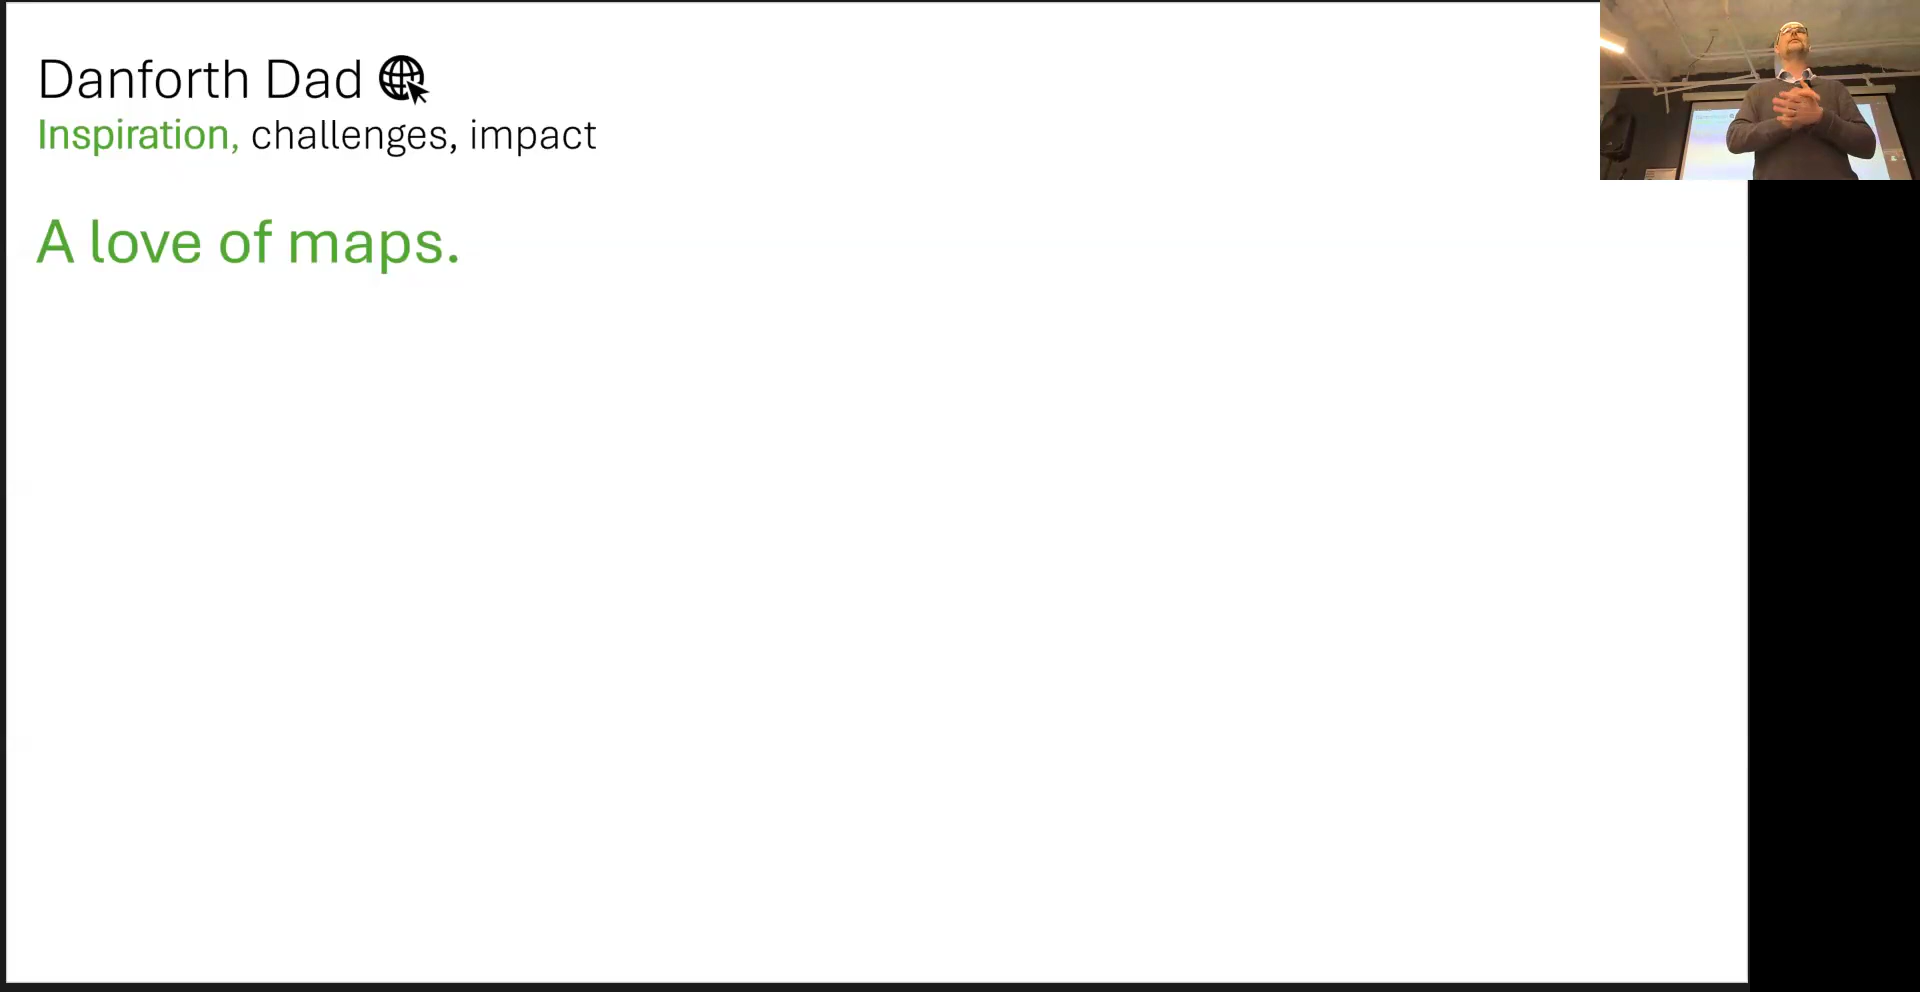 Danforth Dad
Inspiration, challenges, impact
A love of maps.